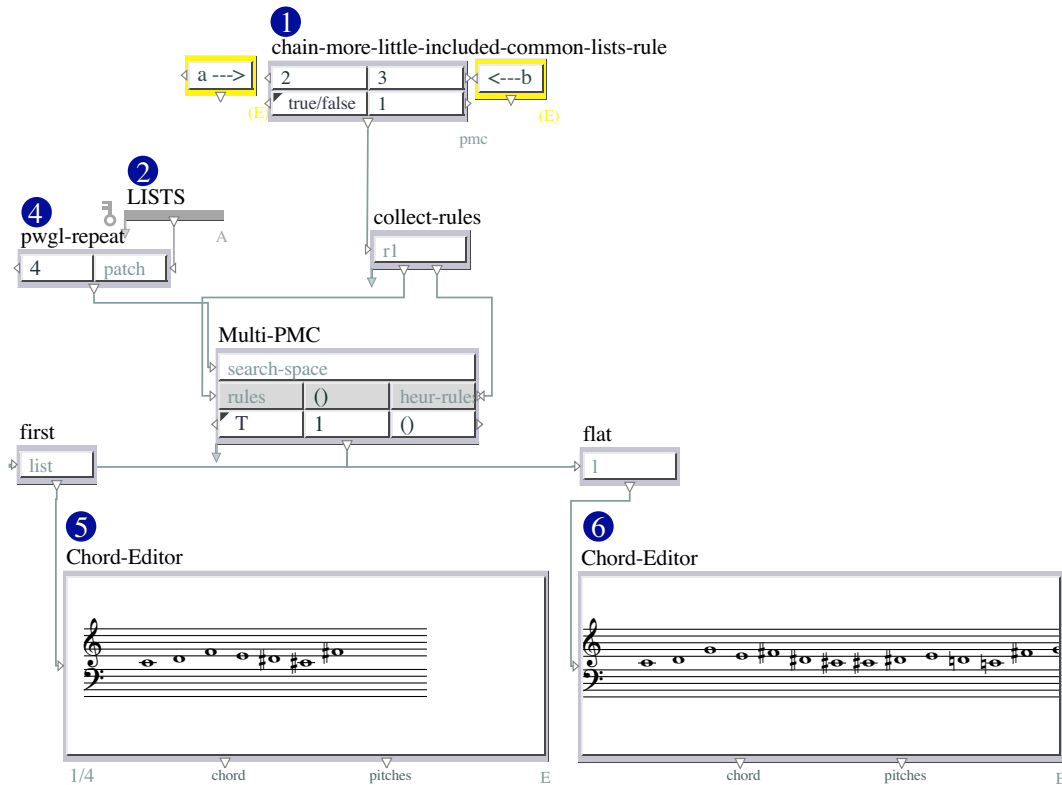 1
chain-more-little-included-common-lists-rule
a --->
2 3
<---b
true/false 1
(E)
(E)
pmc
2
LISTS
A
4
pwgl-repeat
4 patch
collect-rules
r1
Multi-PMC
search-space
rules () heur-rules
T 1 ()
first
list
flat
l
5
Chord-Editor
6
Chord-Editor
1/4 chord pitches E
chord pitches E